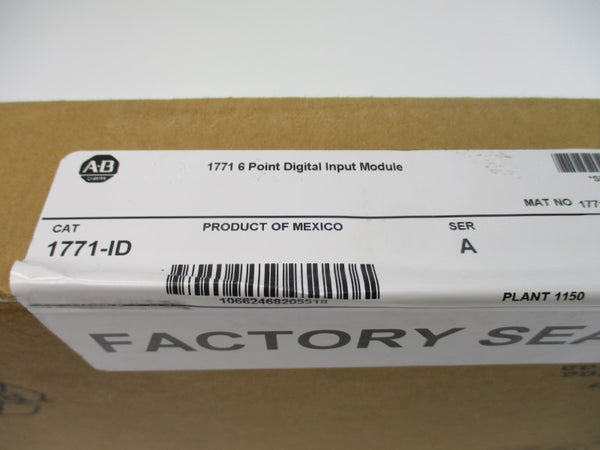 A·B
1771 6 Point Digital Input Module
MAT NO 1771
CAT
1771-ID
PRODUCT OF MEXICO
SER
A
10662468205518
PLANT 1150
FACTORY SEA